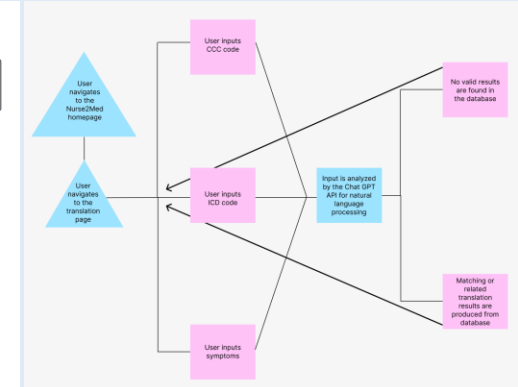 User
navigates
to the
Nurse2Med
homepage
User
navigates
to the
translation
page
User inputs
CCC code
User inputs
ICD code
User inputs
symptoms
Input is analyzed
by the Chat GPT
API for natural
language
processing
No valid results
are found in
the database
Matching or
related
translation
results are
produced from
database